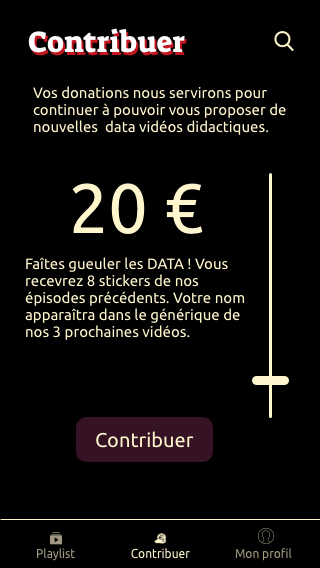 Contribuer
Vos donations nous servirons pour
continuer à pouvoir vous proposer de
nouvelles  data vidéos didactiques.
20 €
Faîtes gueuler les DATA ! Vous
recevrez 8 stickers de nos
épisodes précédents. Votre nom
apparaîtra dans le générique de
nos 3 prochaines vidéos.
Contribuer
Playlist
Contribuer
Mon profil